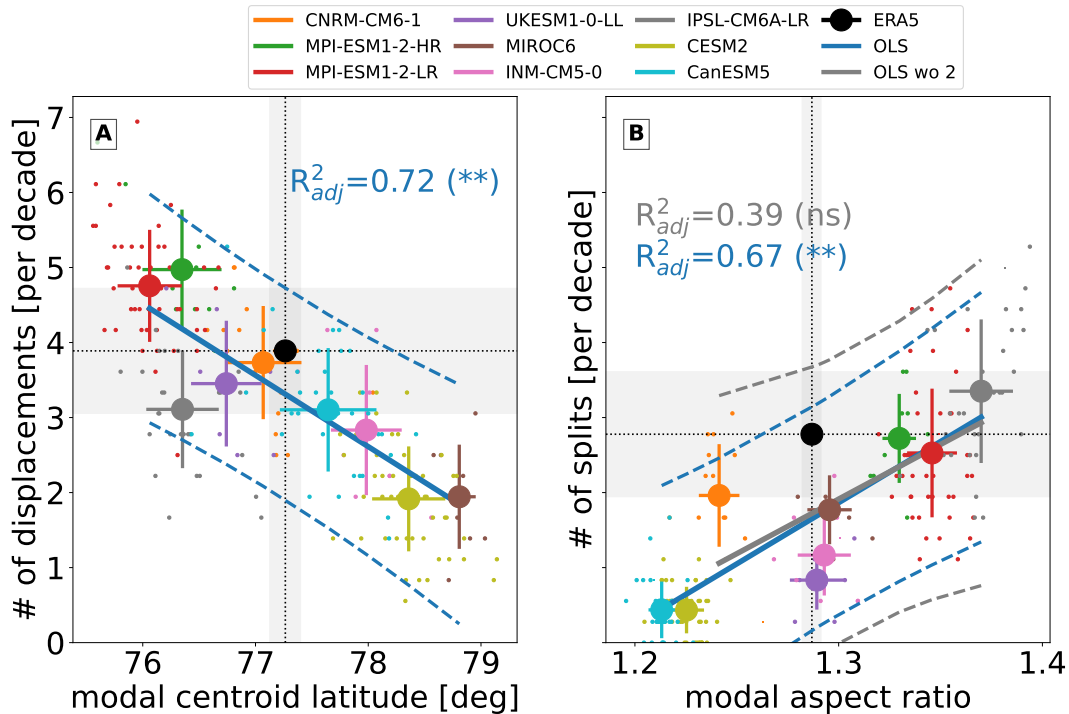 CNRM-CM6-1 UKESM1-0-LL IPSL-CM6A-LR ERA5
MPI-ESM1-2-HR MIROC6 CESM2 OLS
MPI-ESM1-2-LR INM-CM5-0 CanESM5 OLS wo 2
A
R²adj=0.72 (**)
# of displacements [per decade]
7
6
5
4
3
2
1
0
76 77 78 79
modal centroid latitude [deg]
B
R²adj=0.39 (ns)
R²adj=0.67 (**)
# of splits [per decade]
1.2 1.3 1.4
modal aspect ratio